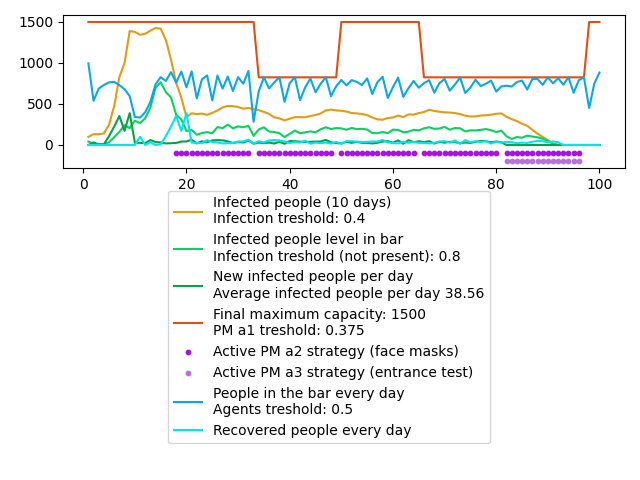 1500
1000
500
0
0 20 40 60 80 100
Infected people (10 days)
Infection treshold: 0.4
Infected people level in bar
Infection treshold (not present): 0.8
New infected people per day
Average infected people per day 38.56
Final maximum capacity: 1500
PM a1 treshold: 0.375
Active PM a2 strategy (face masks)
Active PM a3 strategy (entrance test)
People in the bar every day
Agents treshold: 0.5
Recovered people every day